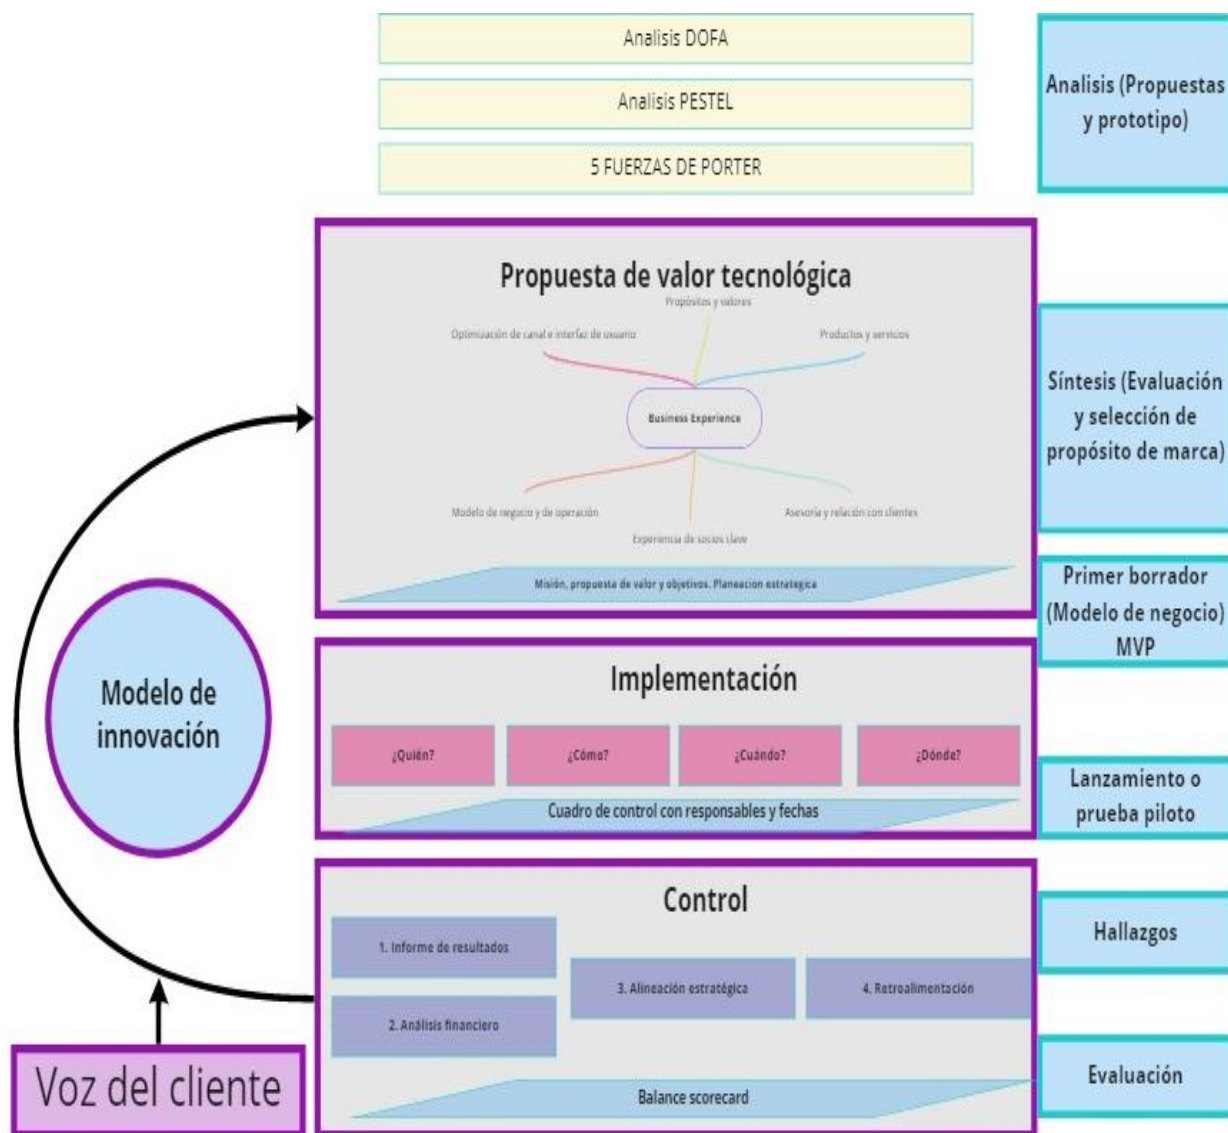 Analisis DOFA
Analisis PESTEL
5 FUERZAS DE PORTER
Analisis (Propuestas
y prototipo)
Propuesta de valor tecnológica
Propósitos y valores
Optimización de canal e interfaz de usuario
Productos y servicios
Business Experience
Modelo de negocio y de operación
Asesoría y relación con clientes
Experiencia de socios clave
Misión, propuesta de valor y objetivos. Planeacion estrategica
Síntesis (Evaluación
y selección de
propósito de marca)
Primer borrador
(Modelo de negocio)
MVP
Modelo de
innovación
Implementación
¿Quién?
¿Cómo?
¿Cuándo?
¿Dónde?
Cuadro de control con responsables y fechas
Lanzamiento o
prueba piloto
Control
1. Informe de resultados
2. Análisis financiero
3. Alineación estratégica
4. Retroalimentación
Balance scorecard
Hallazgos
Evaluación
Voz del cliente